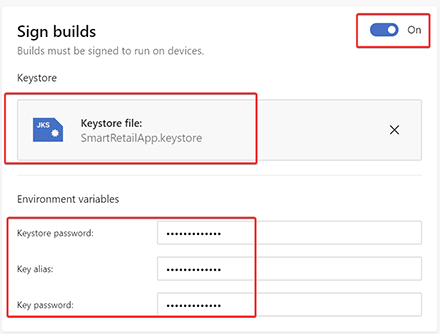 Sign builds
On
Builds must be signed to run on devices.
Keystore
JKS
Keystore file:
SmartRetailApp.keystore
Environment variables
Keystore password:
•••••••••••••
Key alias:
•••••••••••••
Key password:
•••••••••••••